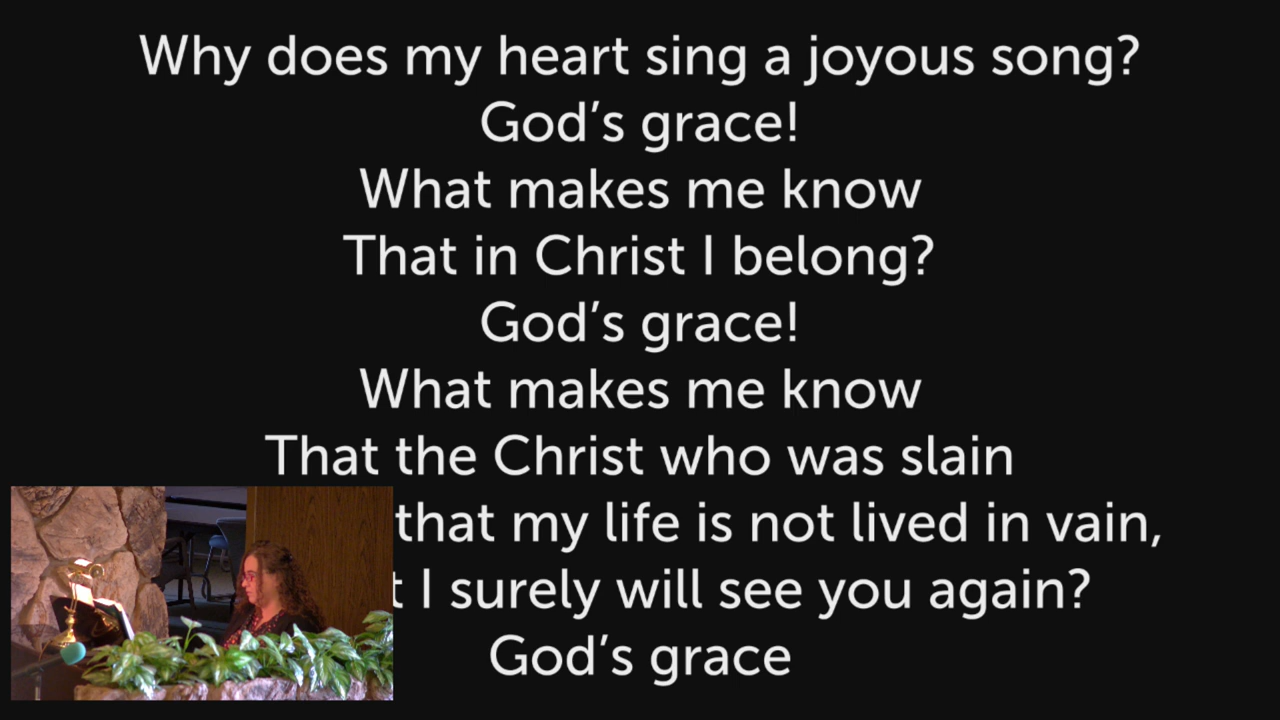 Why does my heart sing a joyous song?
God’s grace!
What makes me know
That in Christ I belong?
God’s grace!
What makes me know
That the Christ who was slain
that my life is not lived in vain,
I surely will see you again?
God’s grace